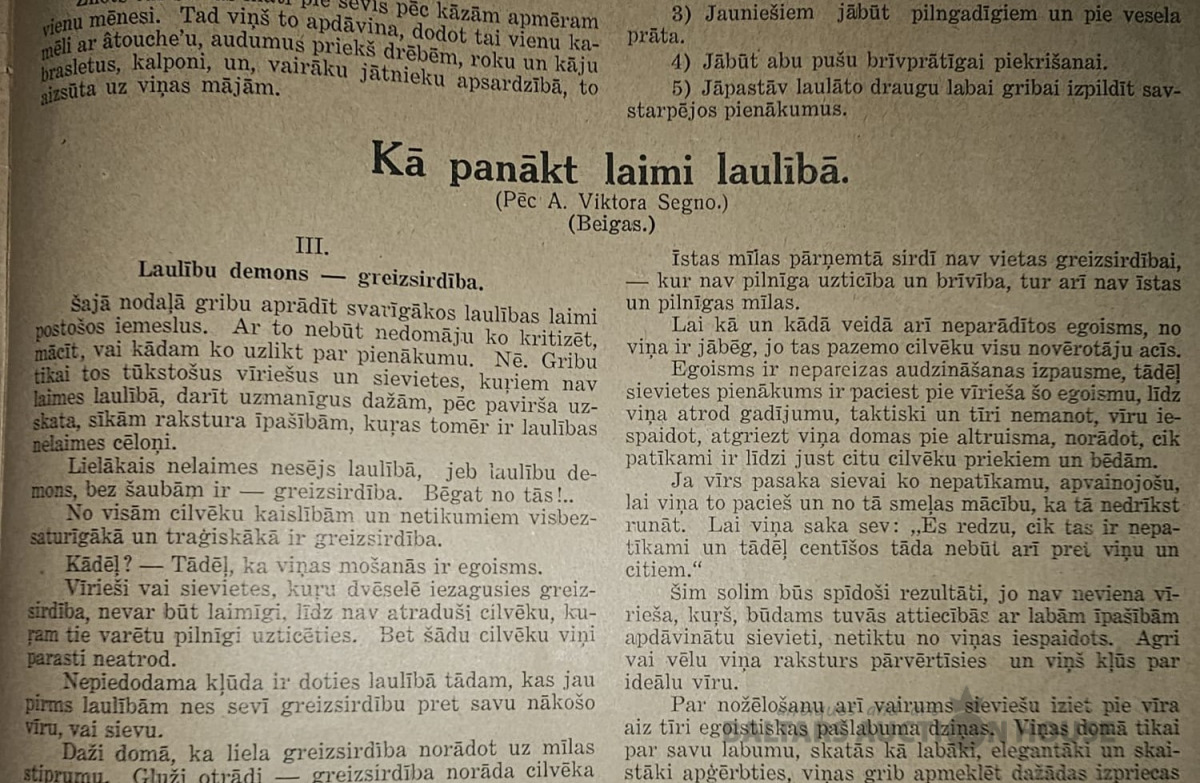 vienu mēnesi. Tad viņš to apdāvina, dodot tai vienu ka-
mēli ar âtouche'u, audumus priekš drēbēm, roku un kāju
brasletus, kalponi, un, vairāku jātnieku apsardzībā, to
aizsūta uz viņas mājām.
3) Jauniešiem jābūt pilngadīgiem un pie vesela
prāta.
4) Jābūt abu pušu brīvprātīgai piekrišanai.
5) Jāpastāv laulāto draugu labai gribai izpildīt sav-
starpējos pienākumus.
Kā panākt laimi laulībā.
(Pēc A. Viktora Segno.)
(Beigas.)
III.
Laulību demons — greizsirdība.
Šajā nodaļā gribu aprādīt svarīgākos laulības laimi
postošos iemeslus. Ar to nebūt nedomāju ko kritizēt,
mācīt, vai kādam ko uzlikt par pienākumu. Nē. Gribu
tikai tos tūkstošus vīriešus un sievietes, kuŗiem nav
laimes laulībā, darīt uzmanīgus dažām, pēc pavirša uz-
skata, sīkām rakstura īpašībām, kuŗas tomēr ir laulības
nelaimes cēloņi.
Lielākais nelaimes nesējs laulībā, jeb laulību de-
mons, bez šaubām ir — greizsirdība. Bēgat no tās!..
No visām cilvēku kaislībām un netikumiem visbez-
saturīgākā un traģiskākā ir greizsirdība.
Kādēļ? — Tādēļ, ka viņas mošanās ir egoisms.
Vīrieši vai sievietes, kuŗu dvēselē iezagusies greiz-
sirdība, nevar būt laimīgi, līdz nav atraduši cilvēku, ku-
ŗam tie varētu pilnīgi uzticēties. Bet šādu cilvēku viņi
parasti neatrod.
Nepiedodama kļūda ir doties laulībā tādam, kas jau
pirms laulībām nes sevī greizsirdību pret savu nākošo
vīru, vai sievu.
Daži domā, ka liela greizsirdība norādot uz mīlas
stiprumu. Gluži otrādi — greizsirdība norāda cilvēka
Īstas mīlas pārņemtā sirdī nav vietas greizsirdībai,
— kur nav pilnīga uzticība un brīvība, tur arī nav īstas
un pilnīgas mīlas.
Lai kā un kādā veidā arī neparādītos egoisms, no
viņa ir jābēg, jo tas pazemo cilvēku visu novērotāju acīs.
Egoisms ir nepareizas audzināšanas izpausme, tādēļ
sievietes pienākums ir paciest pie vīrieša šo egoismu, līdz
viņa atrod gadījumu, taktiski un tīri nemanot, vīru ie-
spaidot, atgriezt viņa domas pie altruisma, norādot, cik
patīkami ir līdzi just citu cilvēku priekiem un bēdām.
Ja vīrs pasaka sievai ko nepatīkamu, apvainojošu,
lai viņa to pacieš un no tā smeļas mācību, ka tā nedrīkst
runāt. Lai viņa saka sev: „Es redzu, cik tas ir nepa-
tīkami un tādēļ centīšos tāda nebūt arī pret viņu un
citiem.“
Šim solim būs spīdoši rezultāti, jo nav neviena vī-
rieša, kurš, būdams tuvās attiecībās ar labām īpašībām
apdāvinātu sievieti, netiktu no viņas iespaidots. Agri
vai vēlu viņa raksturs pārvērtīsies un viņš kļūs par
ideālu vīru.
Par nožēlošanu arī vairums sieviešu iziet pie vīra
aiz tīri egoistiskas pašlabuma dziņas. Viņas domā tikai
par savu labumu, skatās kā labāki, elegantāki un skai-
stāki apģērbties, viņas grib apmeklēt dažādas izpriecas